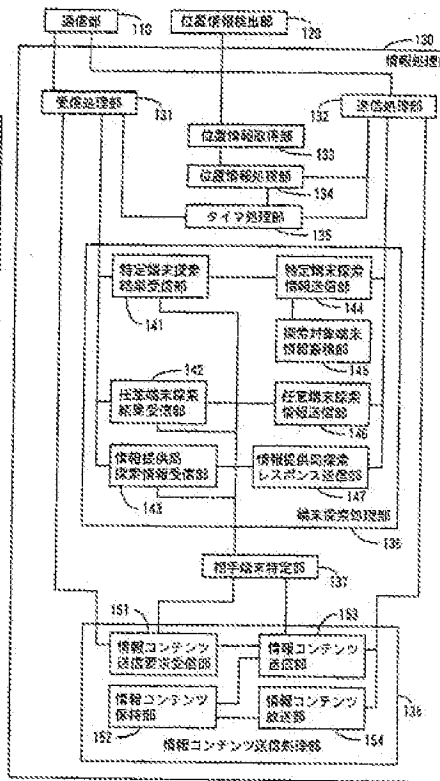 通信部
110
位置情報検出部
120
130
情報処理部
受信処理部
131
132
送信処理部
位置情報取得部
133
位置情報処理部
134
タイマ処理部
135
特定端末探索
結果受信部
141
特定端末探索
情報送信部
144
探索対象端末
情報蓄積部
145
142
任意端末探索
結果受信部
任意端末探索
情報送信部
146
情報提供局
探索情報受信部
143
情報提供局探索
レスポンス送信部
147
端末探索処理部
136
相手端末特定部
137
151
情報コンテンツ
送信要求受信部
153
情報コンテンツ
送信部
情報コンテンツ
保持部
152
情報コンテンツ
放送部
154
138
情報コンテンツ送信処理部